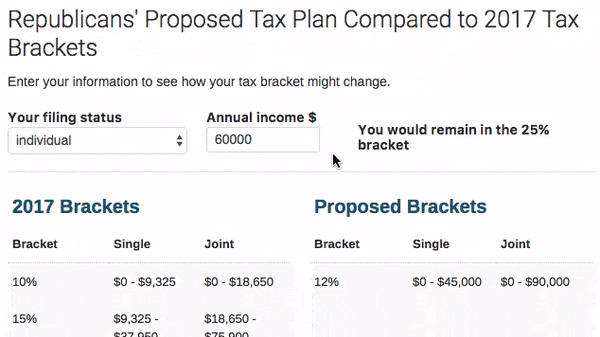 Republicans' Proposed Tax Plan Compared to 2017 Tax
Brackets
Enter your information to see how your tax bracket might change.
Your filing status
individual
Annual income $
60000
You would remain in the 25%
bracket
2017 Brackets
Bracket Single Joint
10% $0 - $9,325 $0 - $18,650
15% $9,325 - $18,650 -
$37,950 $75,900
Proposed Brackets
Bracket Single Joint
12% $0 - $45,000 $0 - $90,000